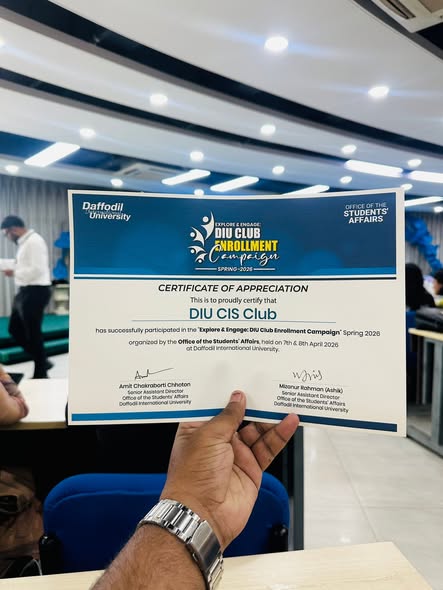 Daffodil
International
University
OFFICE OF THE
STUDENTS'
AFFAIRS
EXPLORE & ENGAGE:
DIU CLUB
ENROLLMENT
Campaign
SPRING-2026
CERTIFICATE OF APPRECIATION
This is to proudly certify that
DIU CIS Club
has successfully participated in the "Explore & Engage: DIU Club Enrollment Campaign" Spring 2026
organized by the Office of the Students' Affairs, held on 7th & 8th April 2026
at Daffodil International University.
Amit Chakraborti Chhoton
Senior Assistant Director
Office of the Students' Affairs
Daffodil International University
Mizanur Rahman (Ashik)
Senior Assistant Director
Office of the Students' Affairs
Daffodil International University